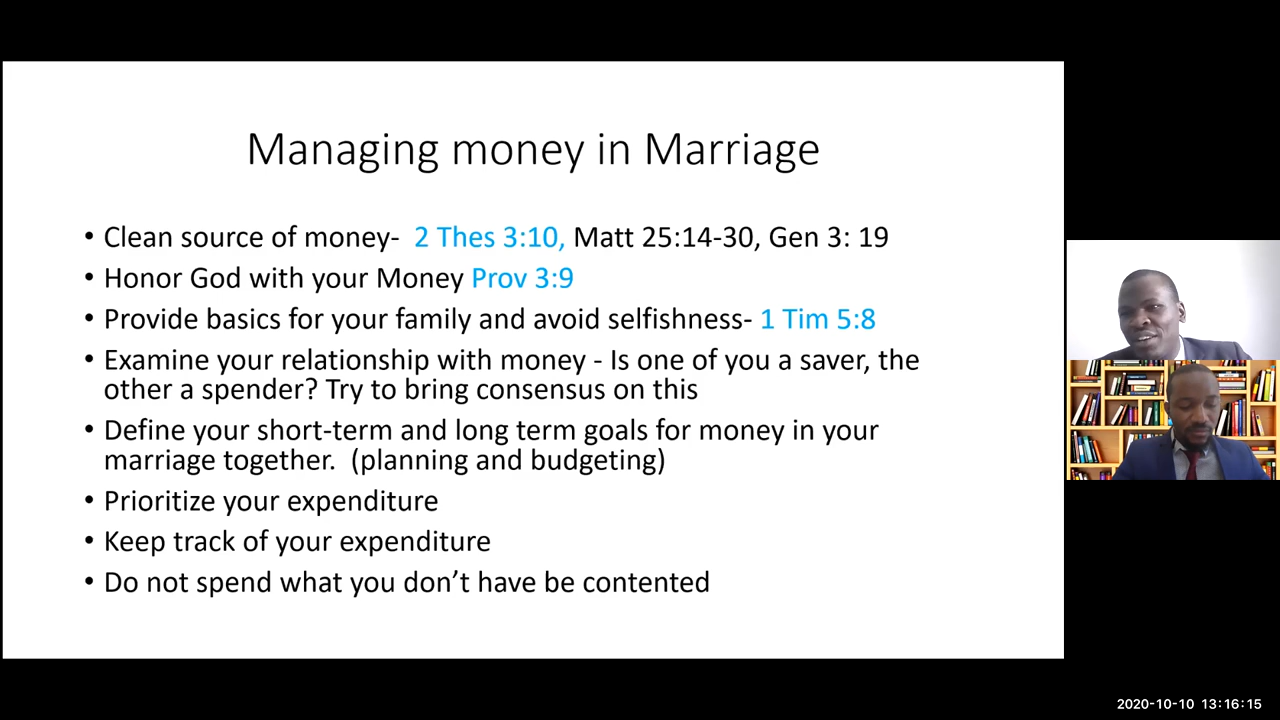 Managing money in Marriage
• Clean source of money- 2 Thes 3:10, Matt 25:14-30, Gen 3: 19
• Honor God with your Money Prov 3:9
• Provide basics for your family and avoid selfishness- 1 Tim 5:8
• Examine your relationship with money - Is one of you a saver, the
other a spender? Try to bring consensus on this
• Define your short-term and long term goals for money in your
marriage together. (planning and budgeting)
• Prioritize your expenditure
• Keep track of your expenditure
• Do not spend what you don’t have be contented
2020-10-10 13:16:15